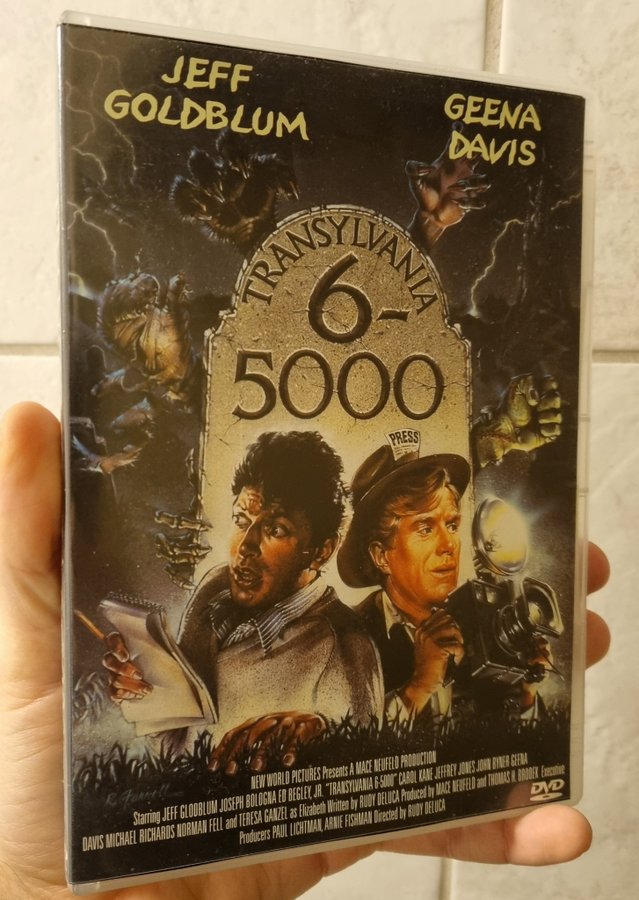 JEFF
GOLDBLUM
GEENA
DAVIS
TRANSYLVANIA
6-
5000
PRESS
R. Farrell
NEW WORLD PICTURES Presents A MACE NEUFELD PRODUCTION
Starring JEFF GLODBLUM JOSEPH BOLOGNA ED BEGLEY, JR. "TRANSYLVANIA 6-5000" CAROL KANE JEFFREY JONES JOHN BYNER GEENA
DAVIS MICHAEL RICHARDS NORMAN FELL and TERESA GANZEL as Elizabeth Written by RUDY DELUCA Produced by MACE NEUFELD and THOMAS H. BRODEK Executive
Producers PAUL LICHTMAN, ARNIE FISHMAN Directed by RUDY DELUCA
DVD